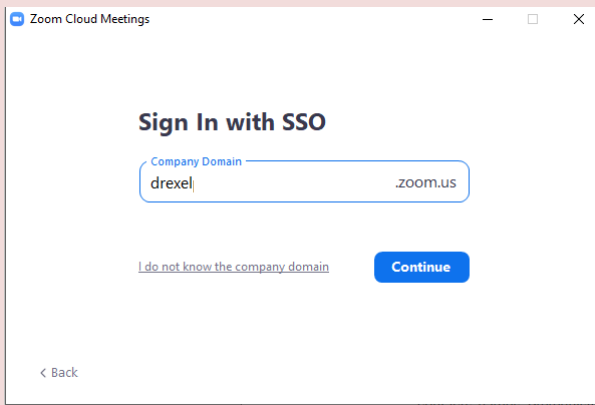 Zoom Cloud Meetings
Sign In with SSO
Company Domain
drexel
.zoom.us
I do not know the company domain
Continue
< Back